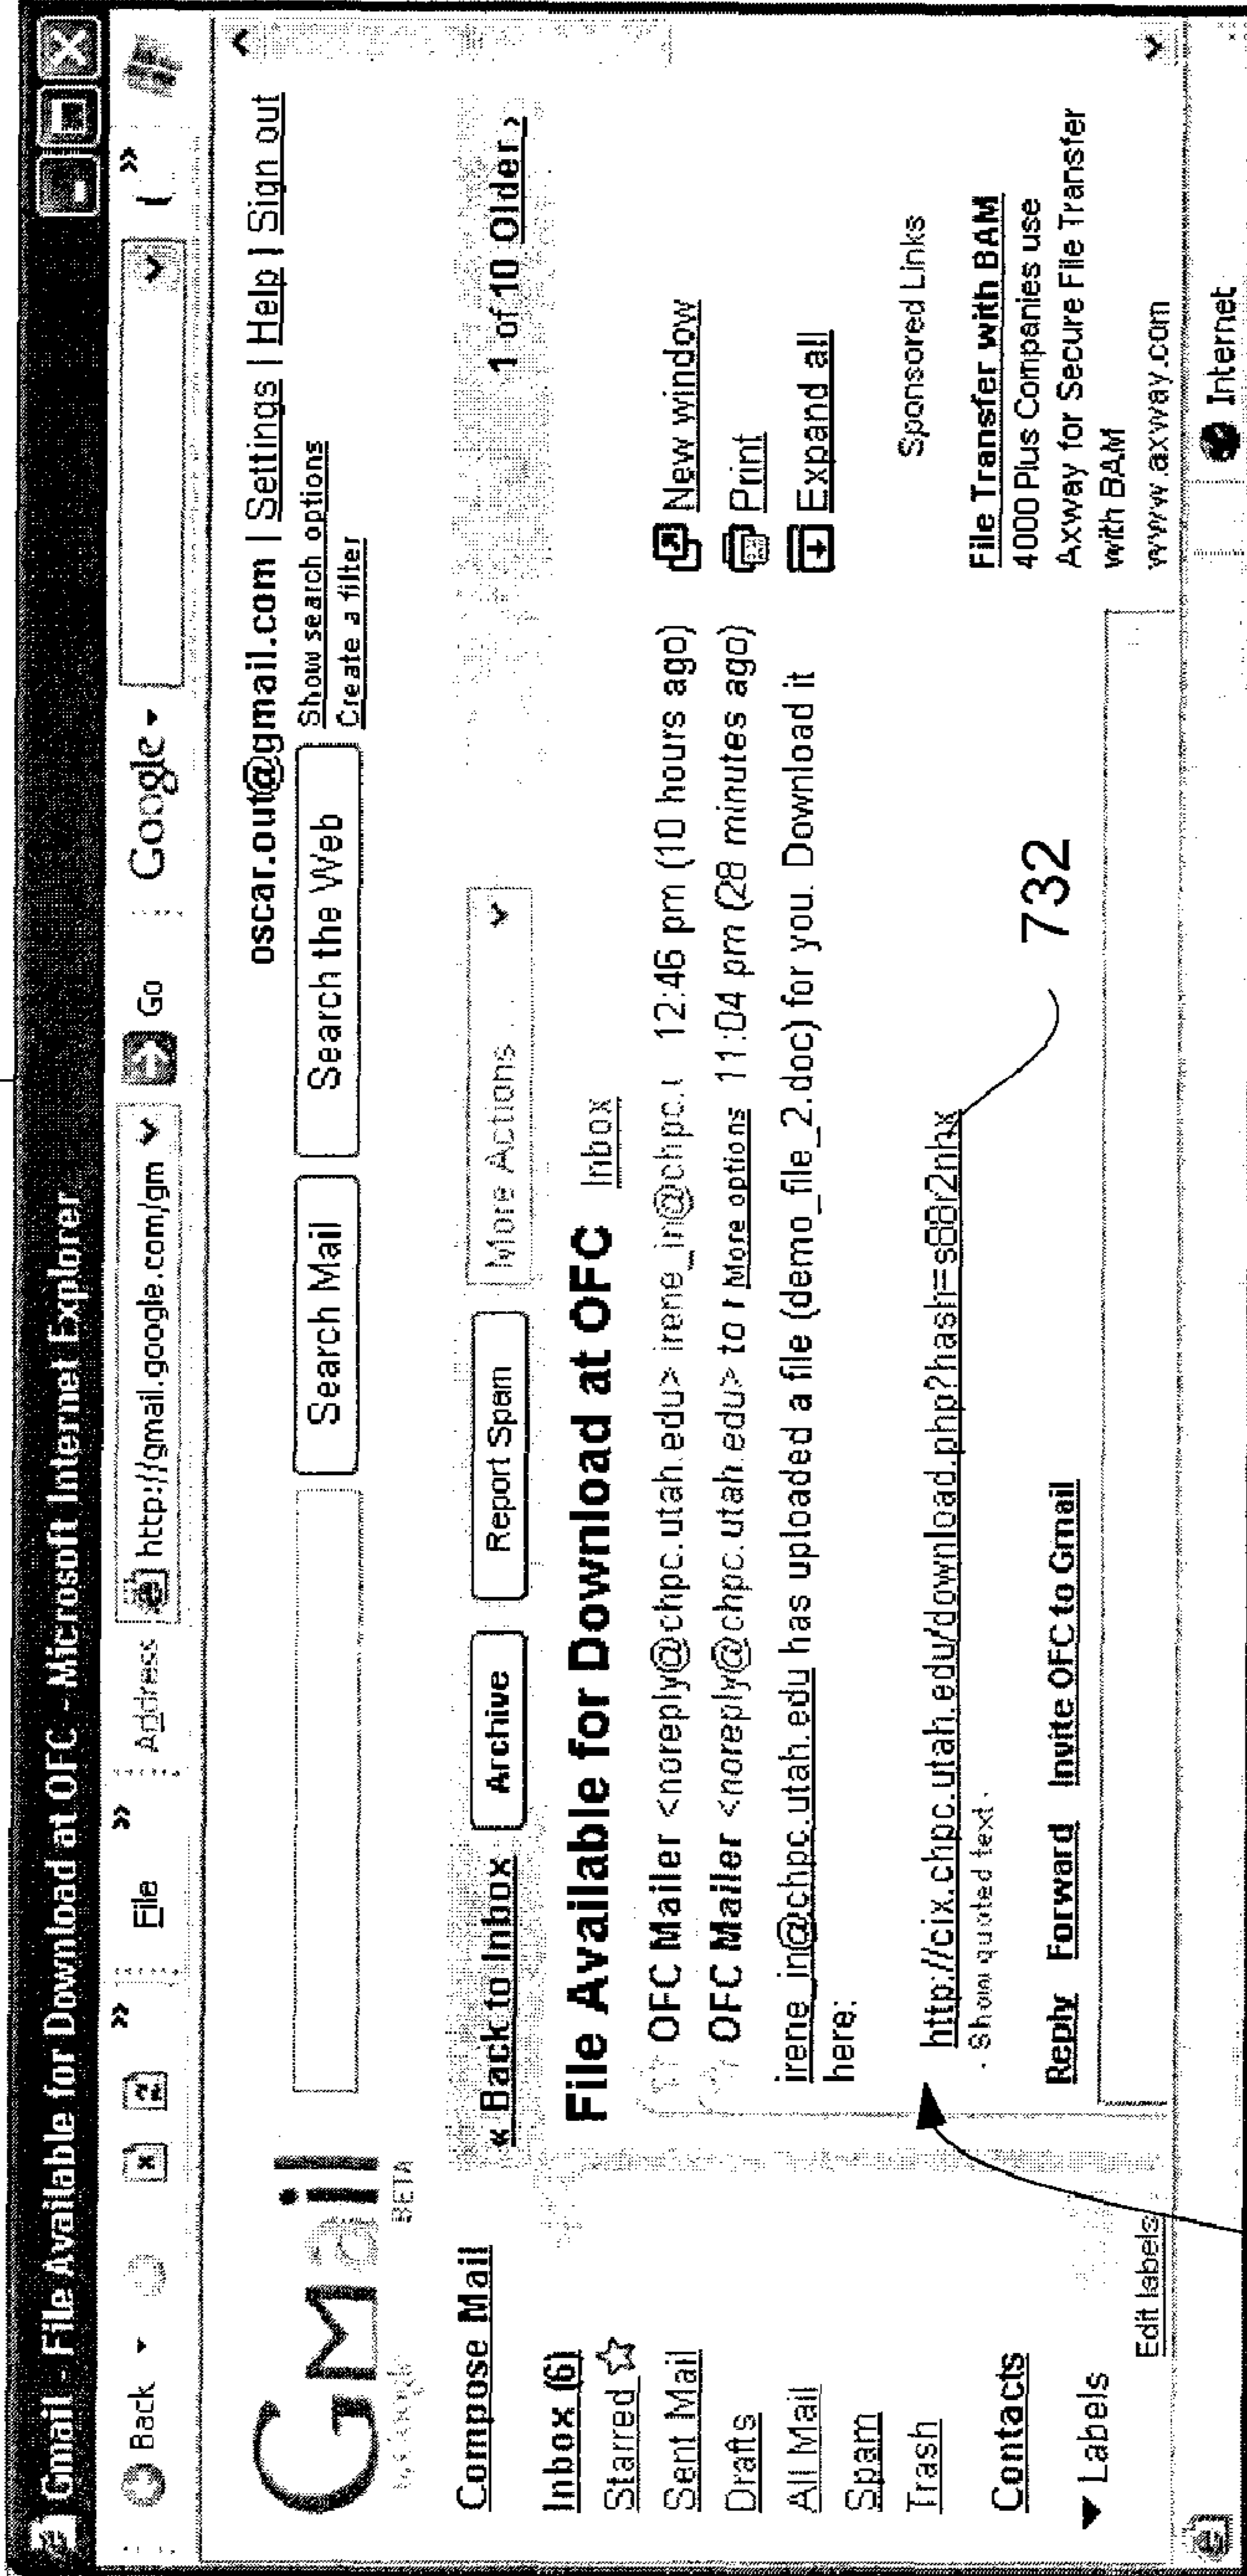 Gmail - File Available for Download at OFC - Microsoft Internet Explorer
Back » File » Address http://gmail.google.com/gm Go Google »
Gmail
by Google
BETA
oscar.out@gmail.com | Settings | Help | Sign out
Search Mail Search the Web Show search options
Create a filter
Compose Mail
Inbox (6)
Starred
Sent Mail
Drafts
All Mail
Spam
Trash
Contacts
Labels
Edit labels
« Back to Inbox Archive Report Spam More Actions ... 1 of 10 Older ›
File Available for Download at OFC Inbox
New window
Print
Expand all
OFC Mailer <noreply@chpc.utah.edu> irene_in@chpc.u 12:46 pm (10 hours ago)
OFC Mailer <noreply@chpc.utah.edu> to More options 11:04 pm (28 minutes ago)
irene_in@chpc.utah.edu has uploaded a file (demo_file_2.doc) for you. Download it
here:
http://cix.chpc.utah.edu/download.php?hash=s88r2nhx
732
- Show quoted text -
Reply Forward Invite OFC to Gmail
Sponsored Links
File Transfer with BAM
4000 Plus Companies use
Axway for Secure File Transfer
with BAM
www.axway.com
Internet